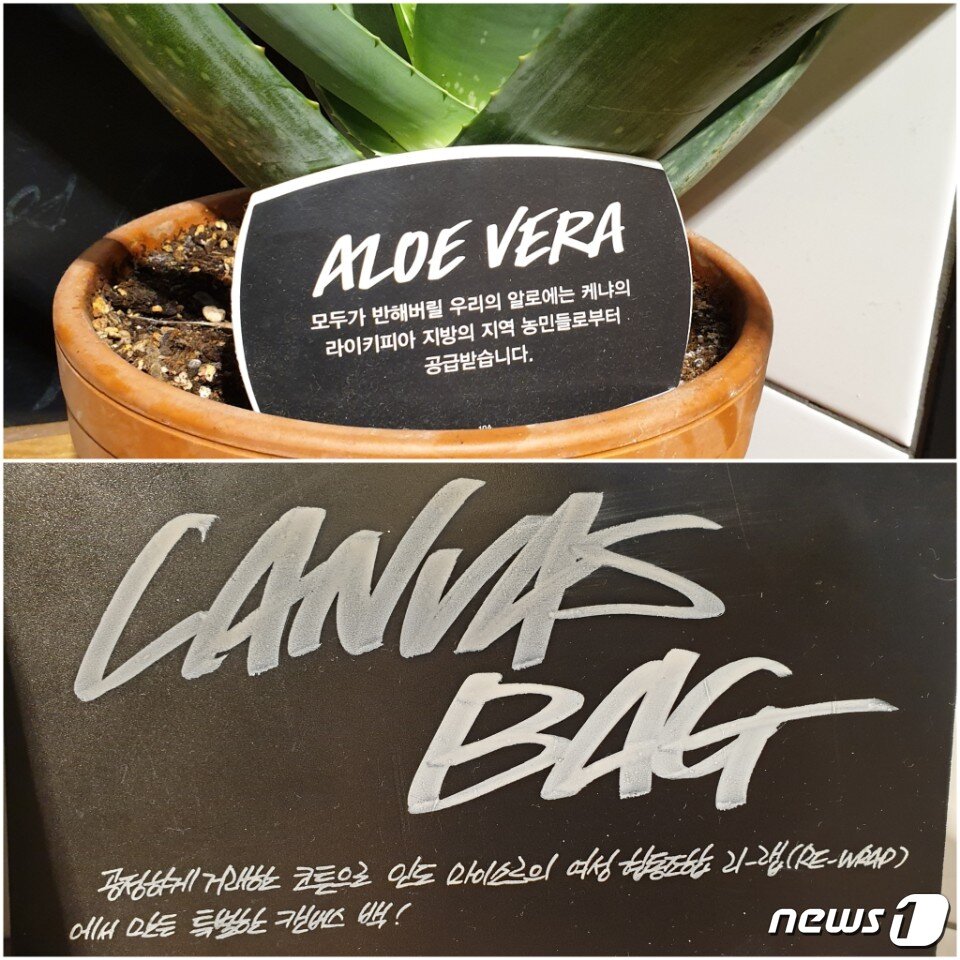 ALOE VERA
모두가 반해버릴 우리의 알로에는 케냐의
라이키피아 지방의 지역 농민들로부터
공급받습니다.
CANVAS
BAG
공정하게 거래한 코튼으로 인도 마이소르의 여성 협동조합 리-랩(RE-WRAP)
에서 만든 특별한 캔버스 백!
news1